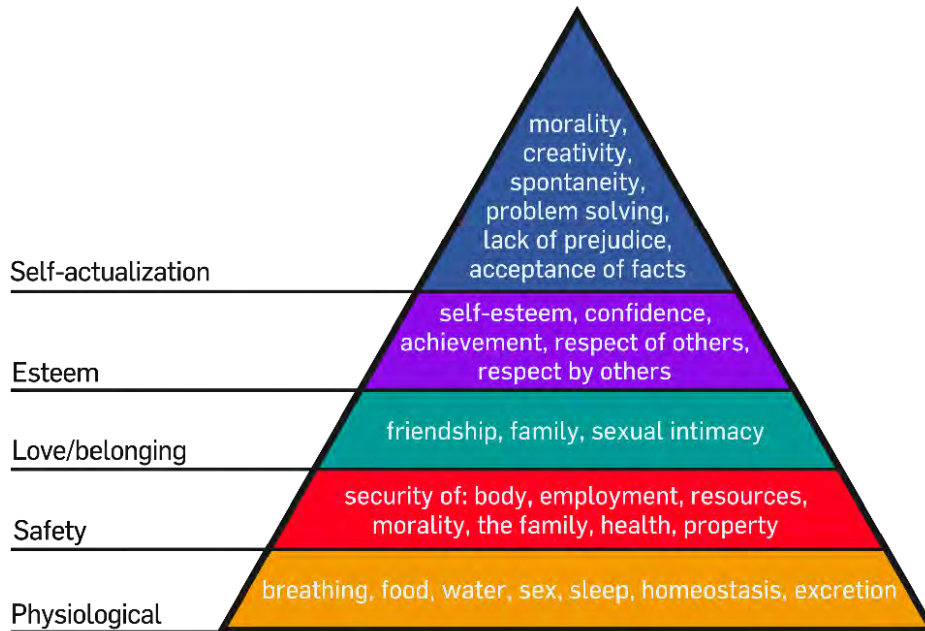 morality,
creativity,
spontaneity,
problem solving,
lack of prejudice,
acceptance of facts
Self-actualization
self-esteem, confidence,
achievement, respect of others,
respect by others
Esteem
friendship, family, sexual intimacy
Love/belonging
security of: body, employment, resources,
morality, the family, health, property
Safety
breathing, food, water, sex, sleep, homeostasis, excretion
Physiological